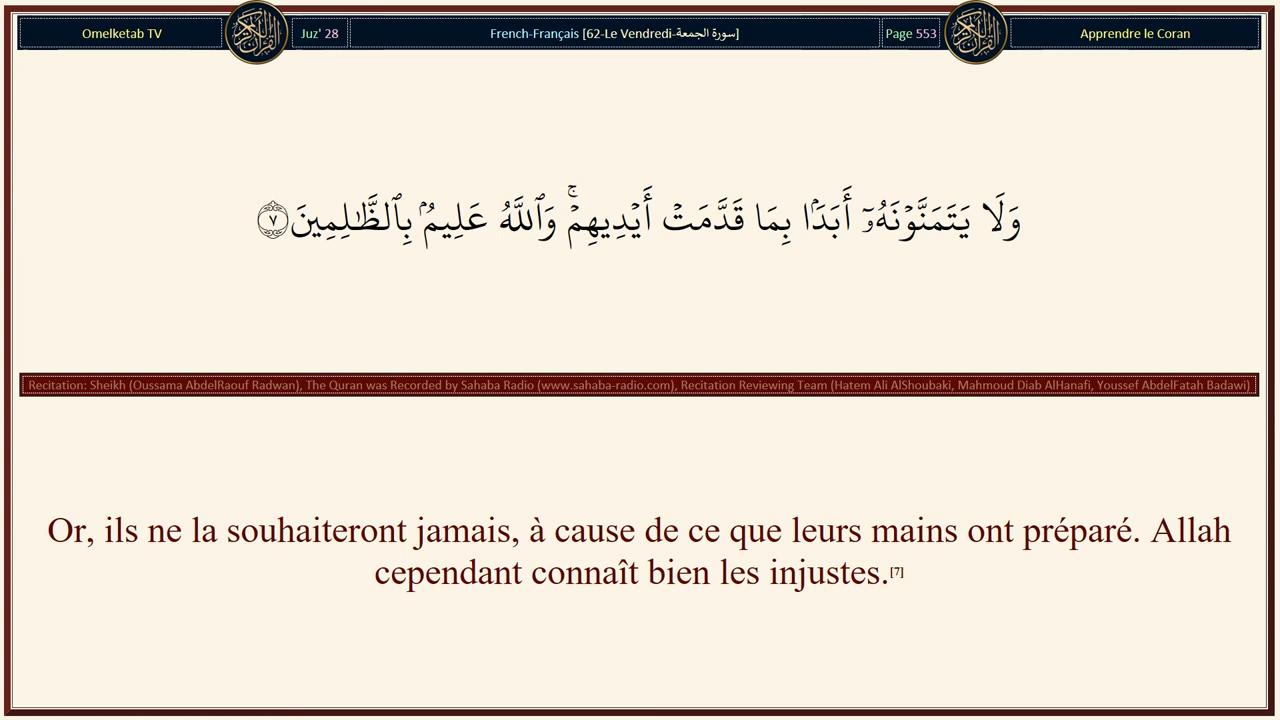 Omelketab TV
Juz' 28
French-Français [62-Le Vendredi-سورة الجمعة]
Page 553
Apprendre le Coran
وَلَا يَتَمَنَّوْنَهُۥٓ أَبَدَۢا بِمَا قَدَّمَتْ أَيْدِيهِمْۚ وَٱللَّهُ عَلِيمُۢ بِٱلظَّـٰلِمِينَ ٧
Recitation: Sheikh (Oussama AbdelRaouf Radwan), The Quran was Recorded by Sahaba Radio (www.sahaba-radio.com), Recitation Reviewing Team (Hatem Ali AlShoubaki, Mahmoud Diab AlHanafi, Youssef AbdelFatah Badawi)
Or, ils ne la souhaiteront jamais, à cause de ce que leurs mains ont préparé. Allah
cependant connaît bien les injustes.[7]